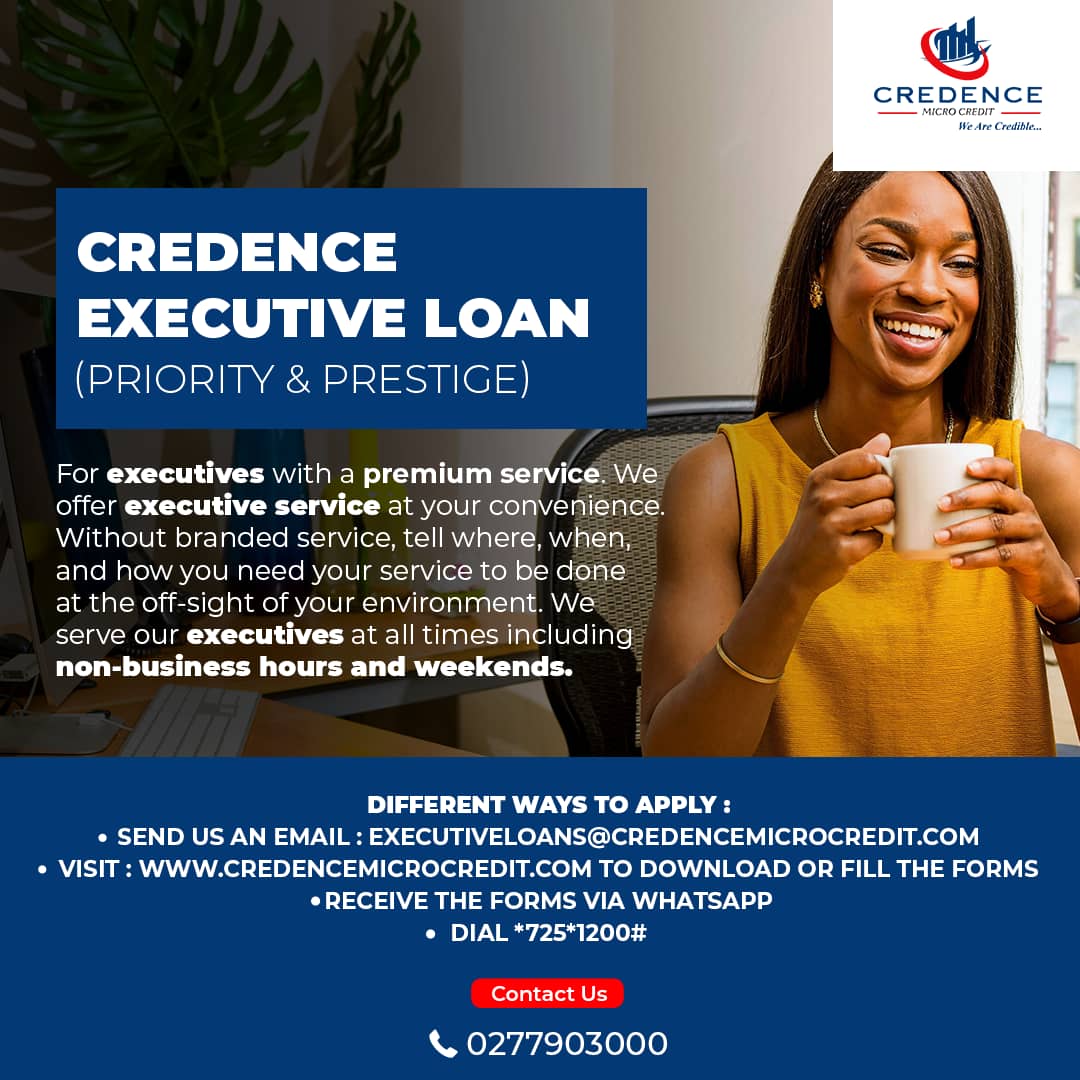 CREDENCE
MICRO CREDIT
We Are Credible...
CREDENCE
EXECUTIVE LOAN
(PRIORITY & PRESTIGE)
For executives with a premium service. We
offer executive service at your convenience.
Without branded service, tell where, when,
and how you need your service to be done
at the off-sight of your environment. We
serve our executives at all times including
non-business hours and weekends.
DIFFERENT WAYS TO APPLY :
• SEND US AN EMAIL : EXECUTIVELOANS@CREDENCEMICROCREDIT.COM
• VISIT : WWW.CREDENCEMICROCREDIT.COM TO DOWNLOAD OR FILL THE FORMS
• RECEIVE THE FORMS VIA WHATSAPP
• DIAL *725*1200#
Contact Us
0277903000